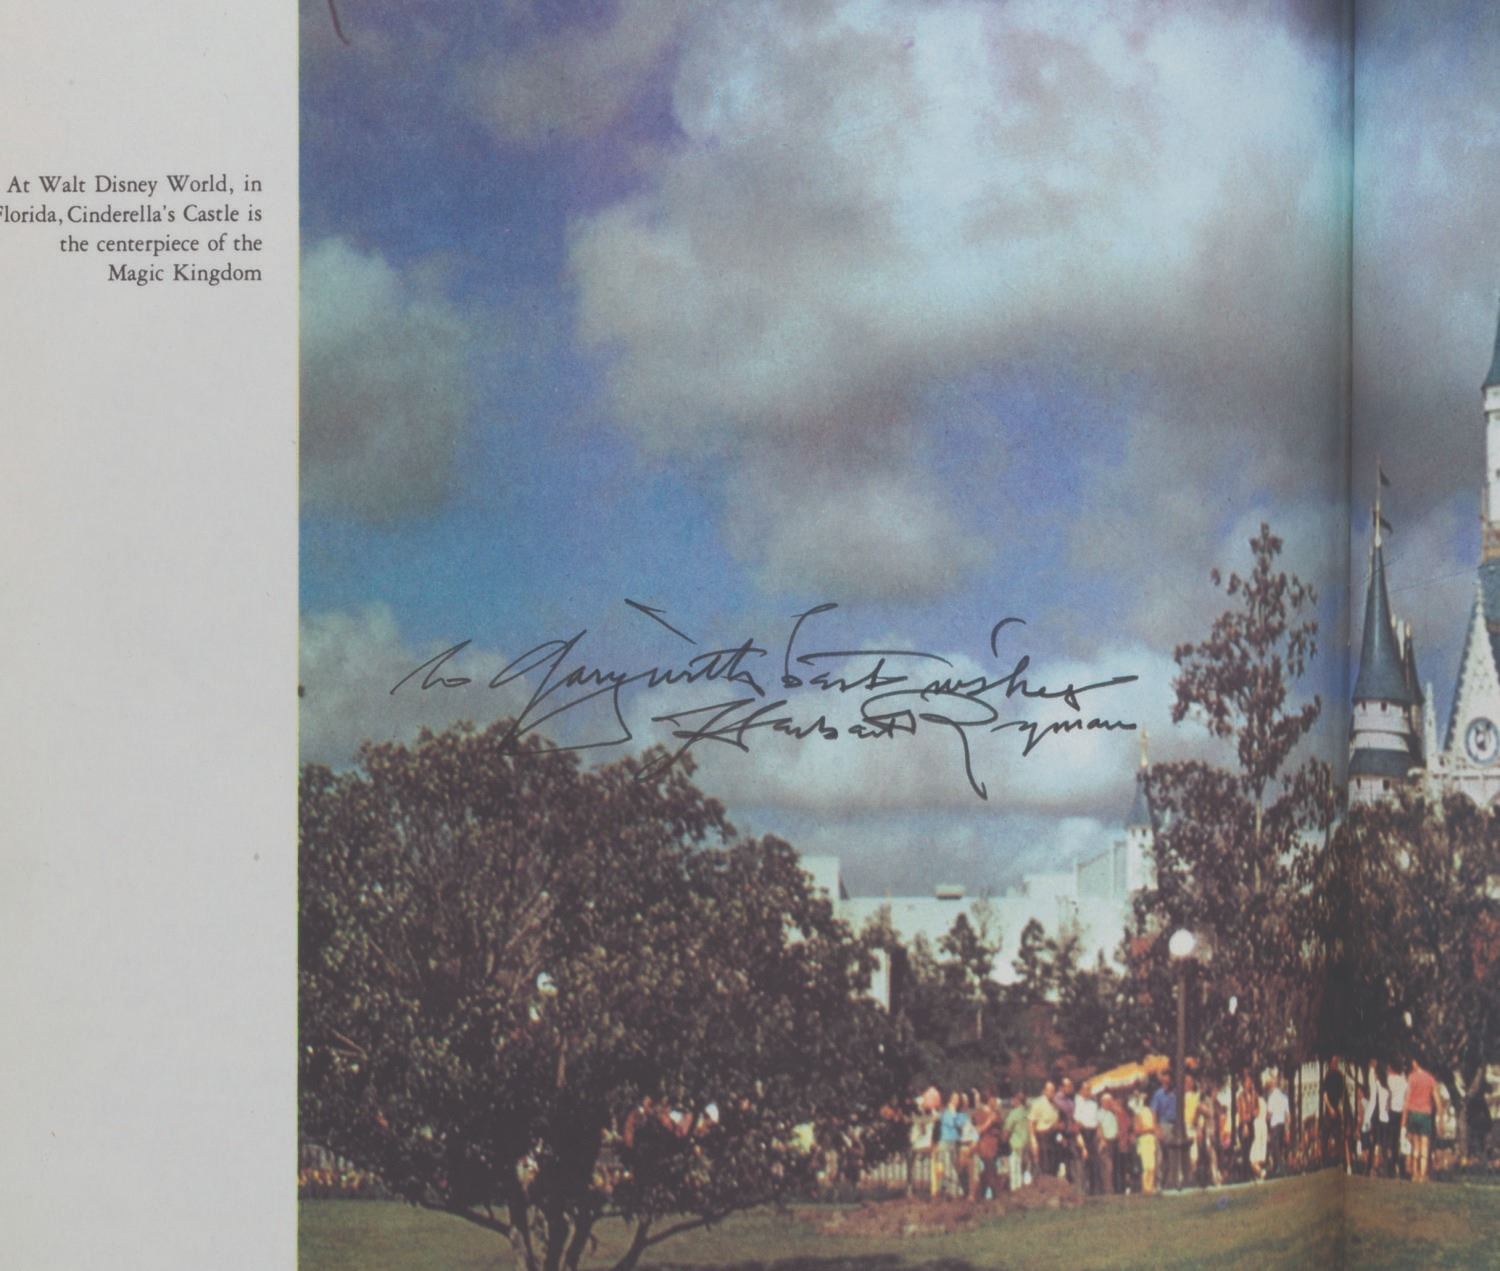 At Walt Disney World, in
Florida, Cinderella's Castle is
the centerpiece of the
Magic Kingdom
to Gary with best wishes
Herbert Ryman